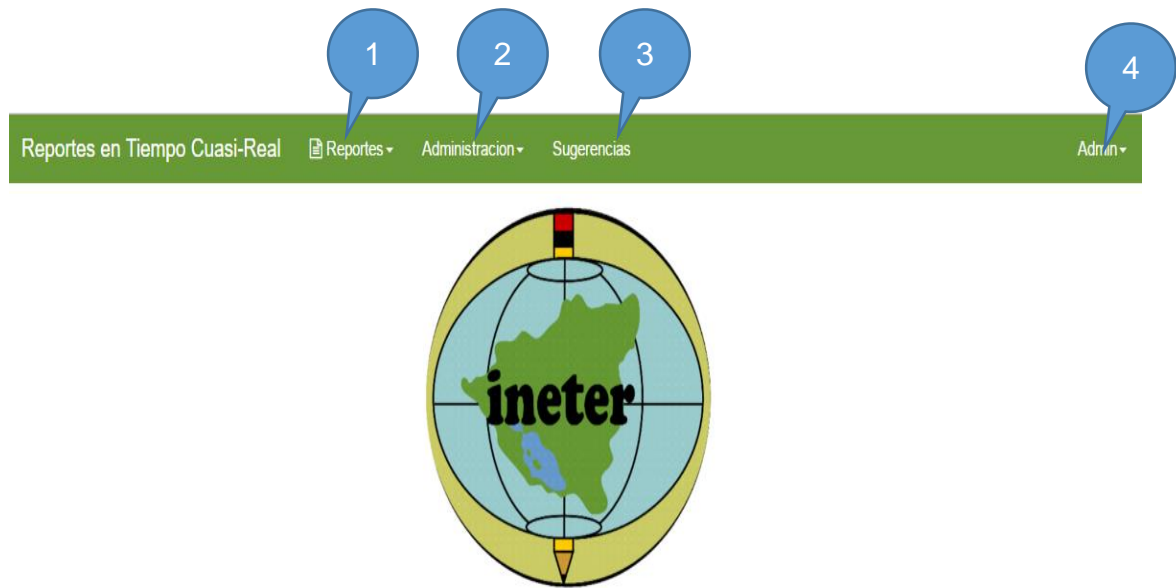 1 2 3 4
Reportes en Tiempo Cuasi-Real Reportes Administracion Sugerencias Admin
ineter